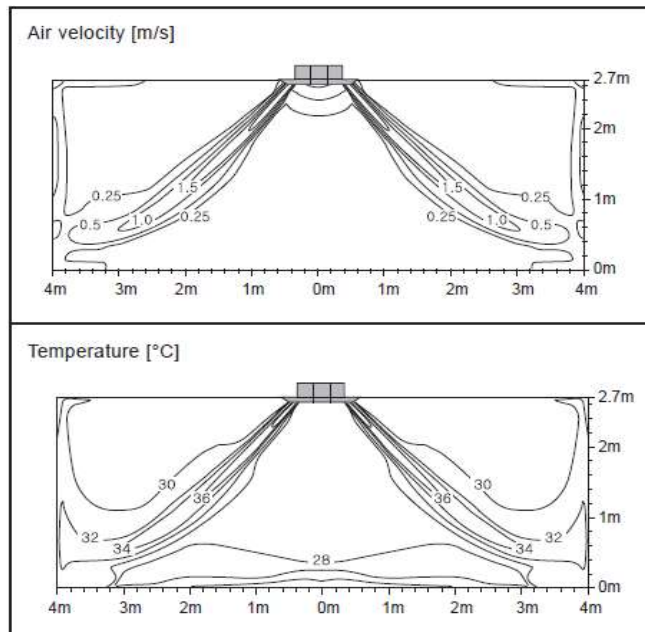 Air velocity [m/s]
2.7m
2m
0.25 1.5 1.5 0.25
1m
0.5 1.0 0.25 0.25 1.0 0.5
0m
4m 3m 2m 1m 0m 1m 2m 3m 4m
Temperature [°C]
2.7m
2m
30 36 36 30
1m
32 34 34 32
28
0m
4m 3m 2m 1m 0m 1m 2m 3m 4m